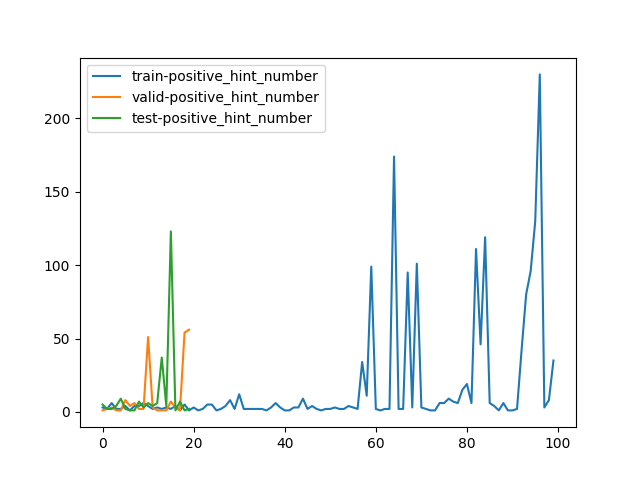 train-positive_hint_number
valid-positive_hint_number
test-positive_hint_number
200
150
100
50
0
0 20 40 60 80 100